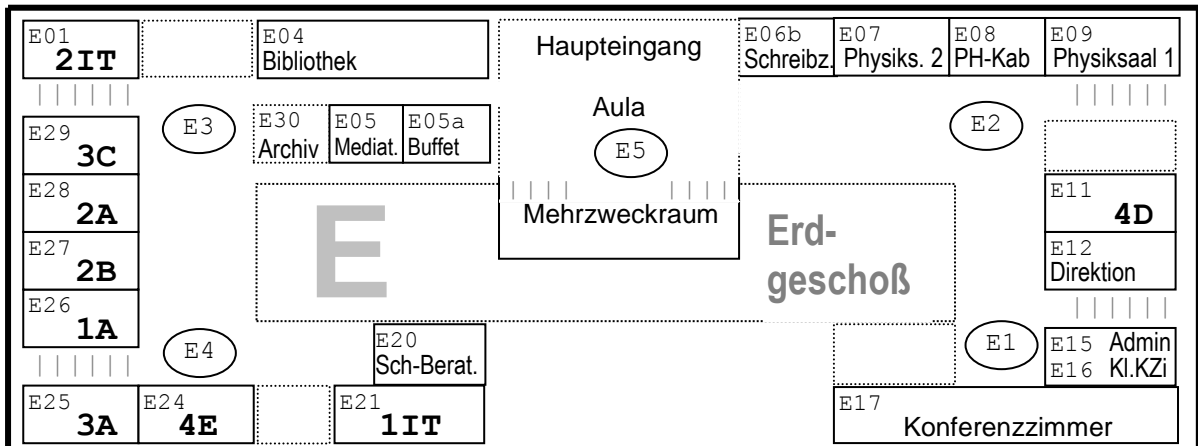 E01
2IT
E04
Bibliothek
Haupteingang
E06b
Schreibz.
E07
Physiks. 2
E08
PH-Kab
E09
Physiksaal 1
E29
3C
E3
E30
Archiv
E05
Mediat.
E05a
Buffet
Aula
E5
E2
E28
2A
E
Mehrzweckraum
Erd-
geschoß
E11
4D
E27
2B
E12
Direktion
E26
1A
E4
E20
Sch-Berat.
E1
E15 Admin
E16 Kl.KZi
E25
3A
E24
4E
E21
1IT
E17
Konferenzzimmer